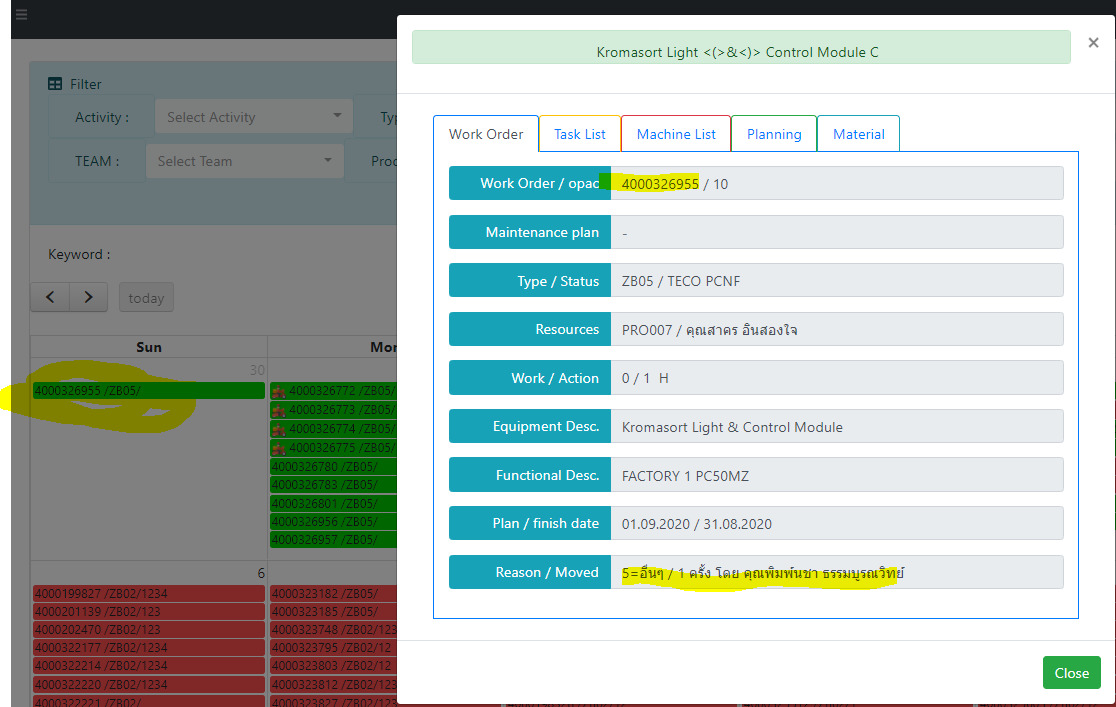 Kromasort Light <(>&<)> Control Module C
×
Filter
Activity :
Select Activity
TEAM :
Select Team
Keyword :
today
Sun
30
4000326955 /ZB05/
4000326772 /ZB05/
4000326773 /ZB05/
4000326774 /ZB05/
4000326775 /ZB05/
4000326780 /ZB05/
4000326783 /ZB05/
4000326801 /ZB05/
4000326956 /ZB05/
4000326957 /ZB05/
6
4000199827 /ZB02/1234
4000201139 /ZB02/123
4000202470 /ZB02/123
4000322177 /ZB02/1234
4000322214 /ZB02/1234
4000322220 /ZB02/1234
4000322221 /ZB02/
4000323182 /ZB05/
4000323185 /ZB05/
4000323748 /ZB02/123
4000323795 /ZB02/12
4000323803 /ZB02/12
4000323812 /ZB02/123
4000323827 /ZB02/123
Work Order Task List Machine List Planning Material
Work Order / opac 4000326955 / 10
Maintenance plan -
Type / Status ZB05 / TECO PCNF
Resources PRO007 / คุณสาคร อินสองใจ
Work / Action 0 / 1 H
Equipment Desc. Kromasort Light & Control Module
Functional Desc. FACTORY 1 PC50MZ
Plan / finish date 01.09.2020 / 31.08.2020
Reason / Moved 5=อื่นๆ / 1 ครั้ง โดย คุณพิมพ์นชา ธรรมบูรณวิทย์
Close